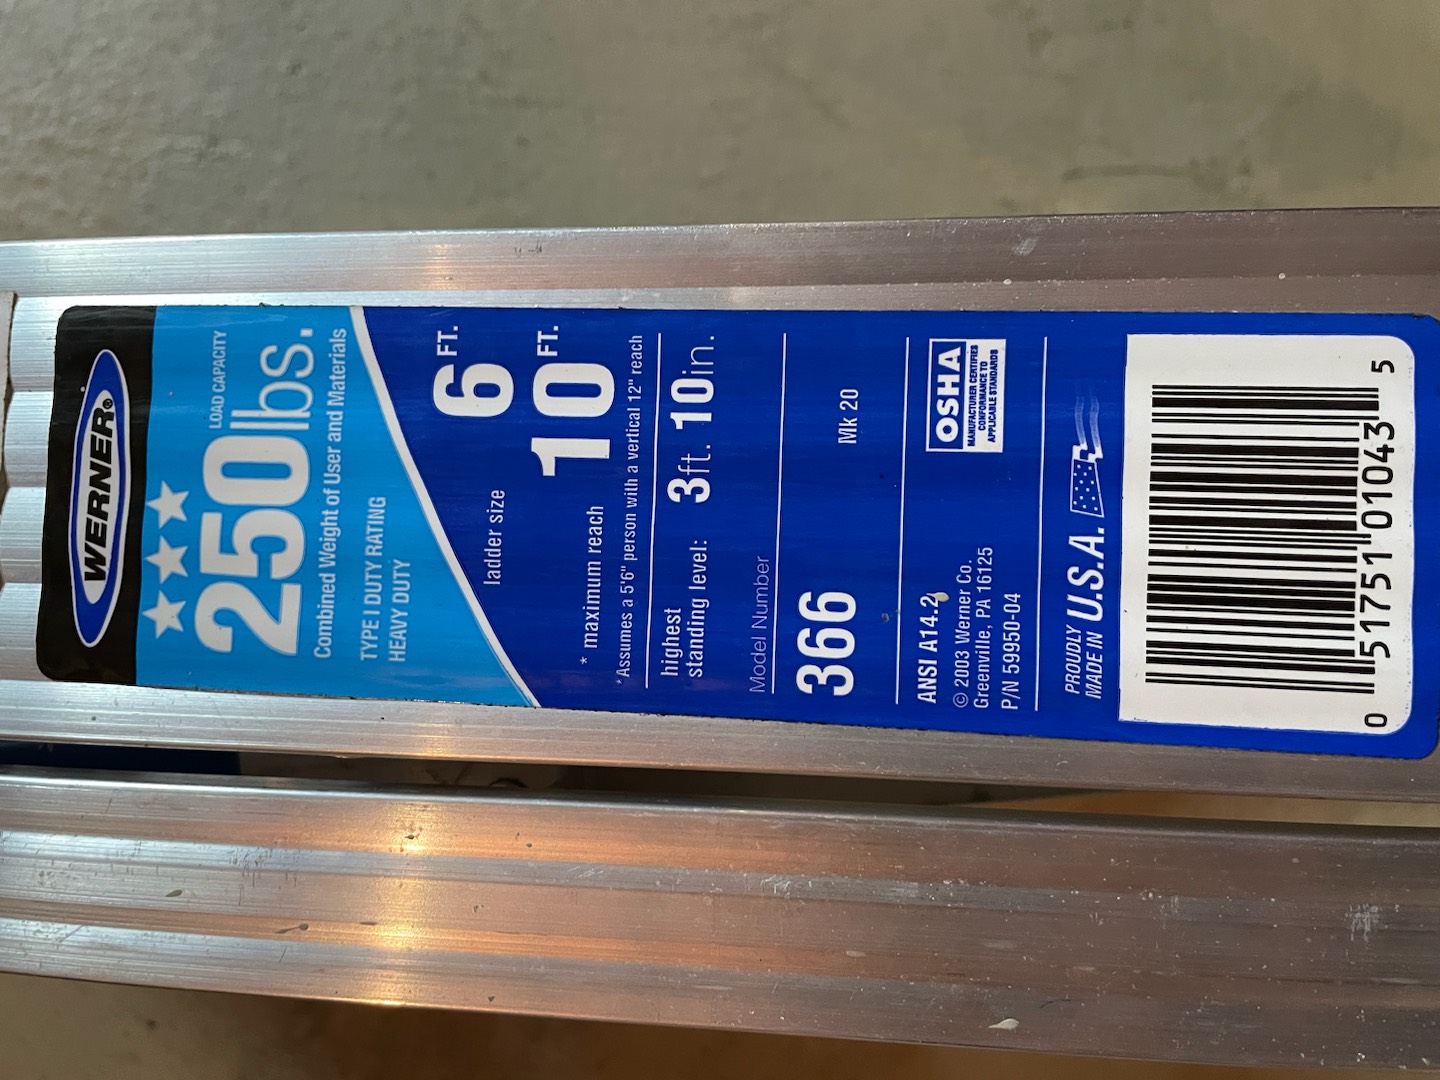 WERNER®
LOAD CAPACITY
250lbs.
Combined Weight of User and Materials
TYPE I DUTY RATING
HEAVY DUTY
ladder size 6 FT.
* maximum reach 10 FT.
*Assumes a 5'6" person with a vertical 12" reach
highest
standing level: 3ft. 10in.
Model Number
366 Mk 20
ANSI A14.2
© 2003 Werner Co.
Greenville, PA 16125
P/N 59950-04
OSHA
MANUFACTURER CERTIFIES
CONFORMANCE TO
APPLICABLE STANDARDS
PROUDLY
MADE IN U.S.A.
0 51751 01043 5